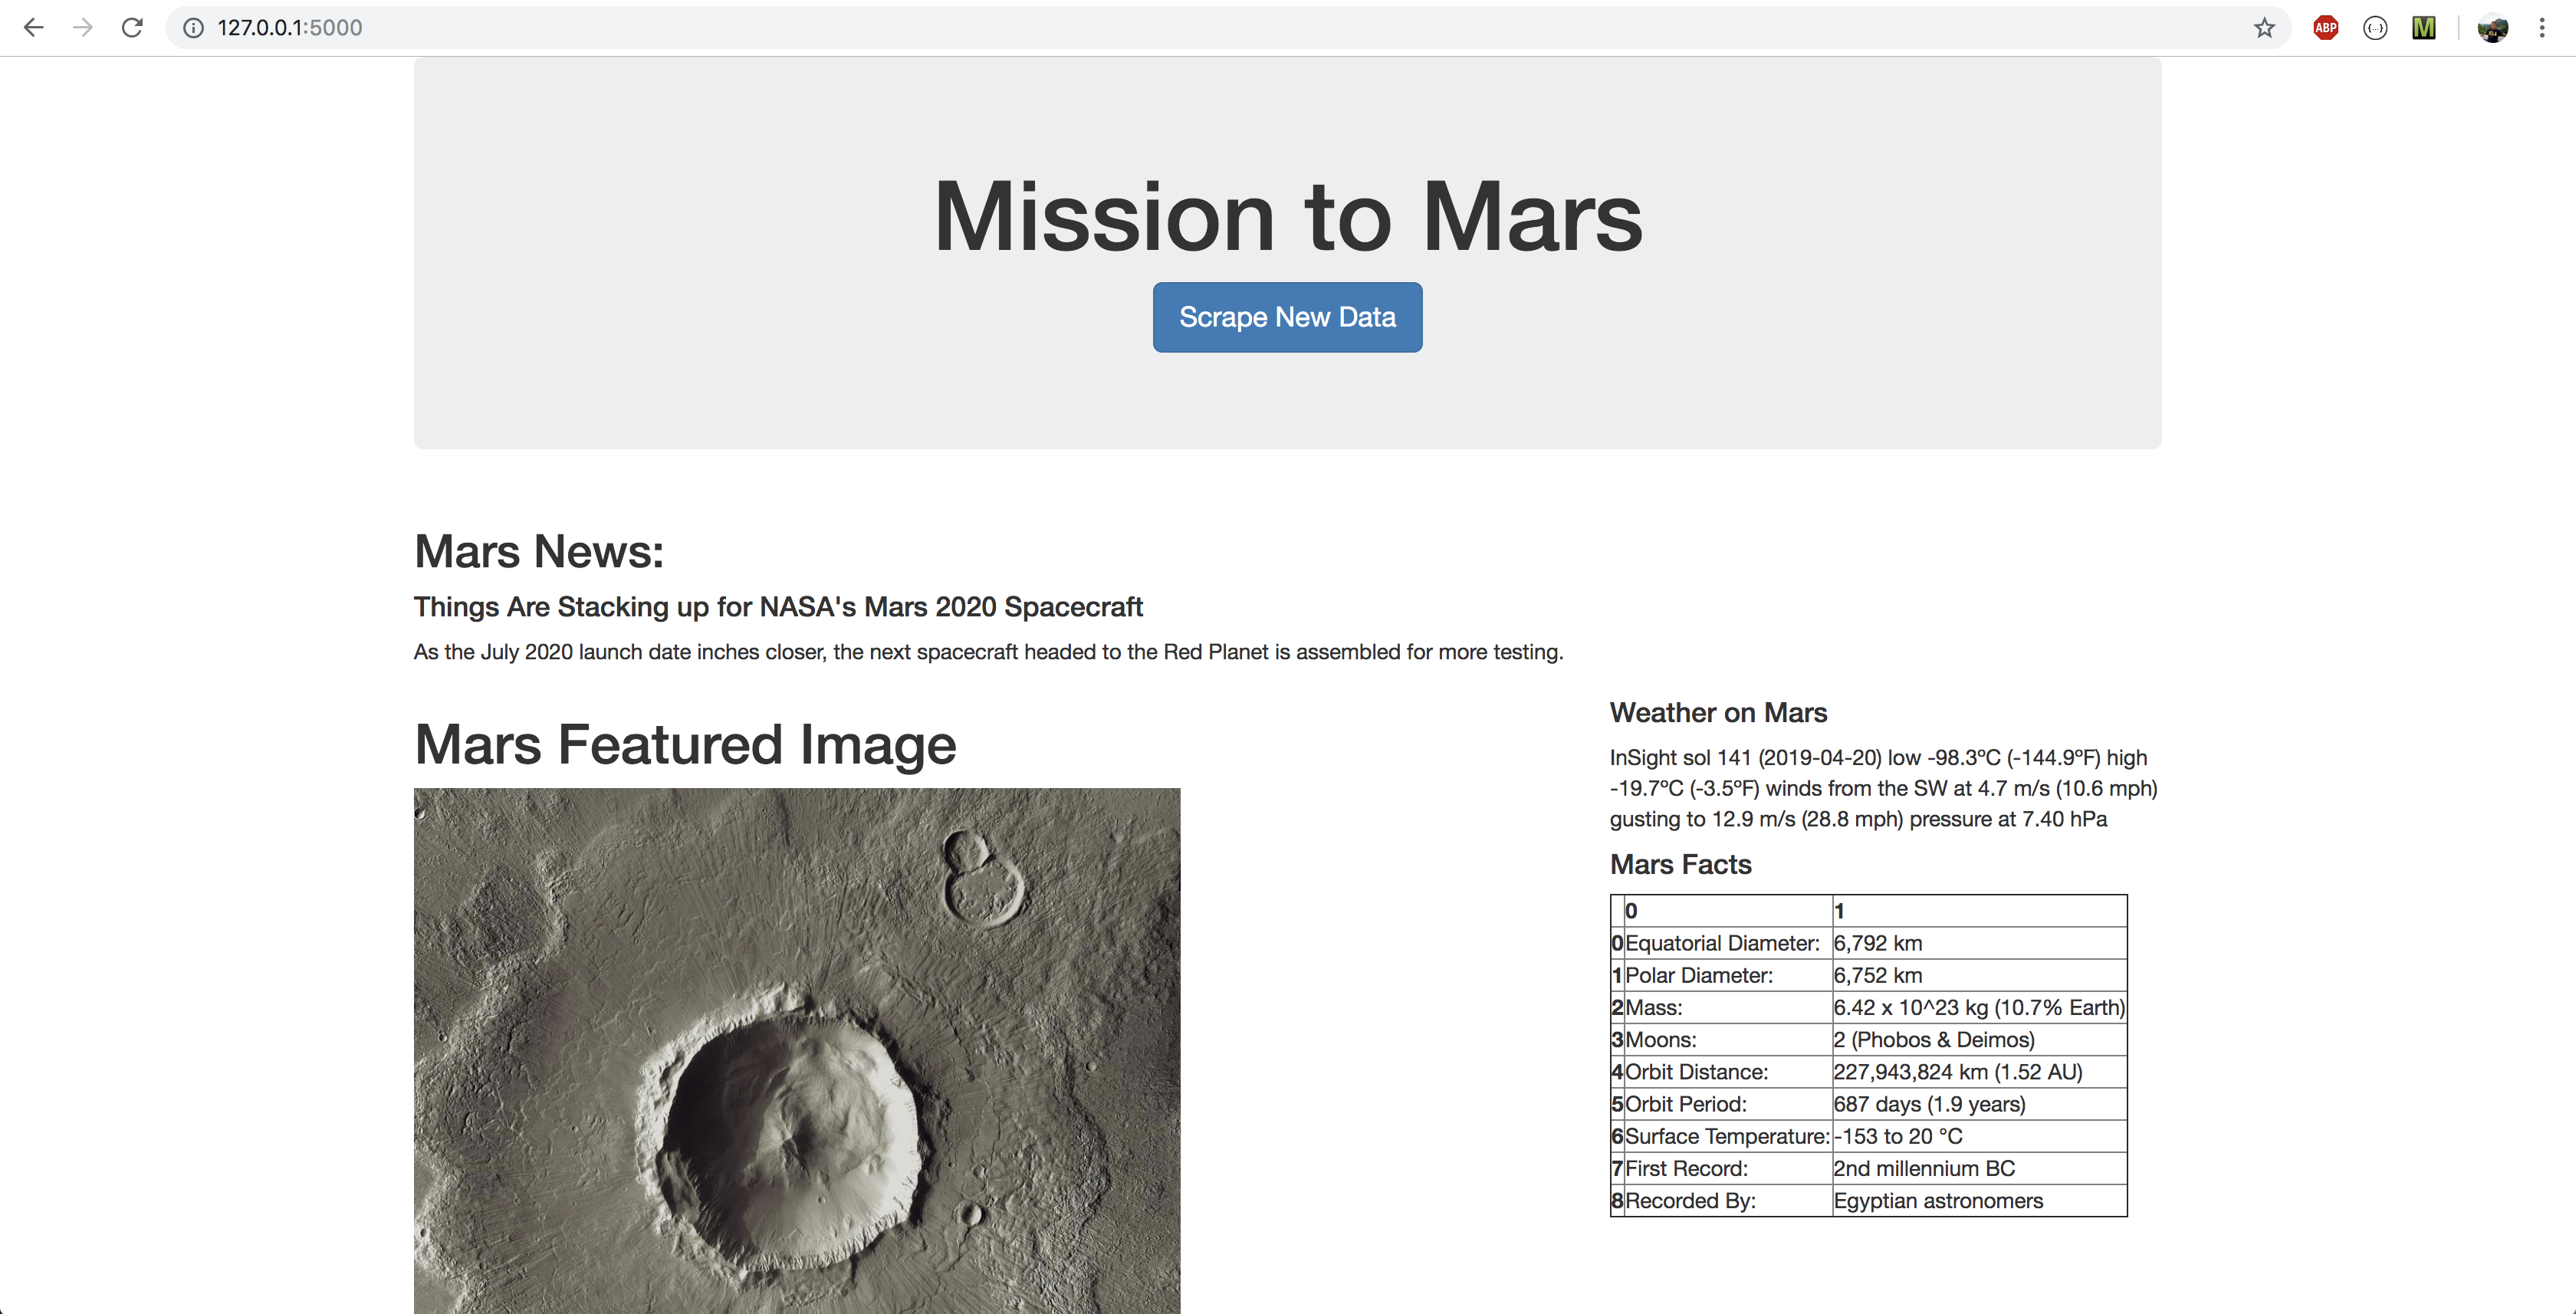 127.0.0.1:5000
ABP
M
Mission to Mars
Scrape New Data
Mars News:
Things Are Stacking up for NASA's Mars 2020 Spacecraft
As the July 2020 launch date inches closer, the next spacecraft headed to the Red Planet is assembled for more testing.
Mars Featured Image
Weather on Mars
InSight sol 141 (2019-04-20) low -98.3ºC (-144.9ºF) high
-19.7ºC (-3.5ºF) winds from the SW at 4.7 m/s (10.6 mph)
gusting to 12.9 m/s (28.8 mph) pressure at 7.40 hPa
Mars Facts
0 1
0 Equatorial Diameter: 6,792 km
1 Polar Diameter: 6,752 km
2 Mass: 6.42 x 10^23 kg (10.7% Earth)
3 Moons: 2 (Phobos & Deimos)
4 Orbit Distance: 227,943,824 km (1.52 AU)
5 Orbit Period: 687 days (1.9 years)
6 Surface Temperature: -153 to 20 °C
7 First Record: 2nd millennium BC
8 Recorded By: Egyptian astronomers